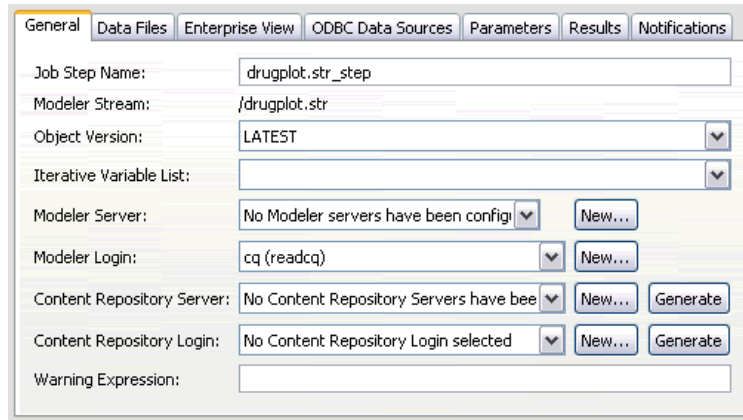 General Data Files Enterprise View ODBC Data Sources Parameters Results Notifications
Job Step Name: drugplot.str_step
Modeler Stream: /drugplot.str
Object Version: LATEST
Iterative Variable List:
Modeler Server: No Modeler servers have been config New...
Modeler Login: cq (readcq) New...
Content Repository Server: No Content Repository Servers have bee New... Generate
Content Repository Login: No Content Repository Login selected New... Generate
Warning Expression: